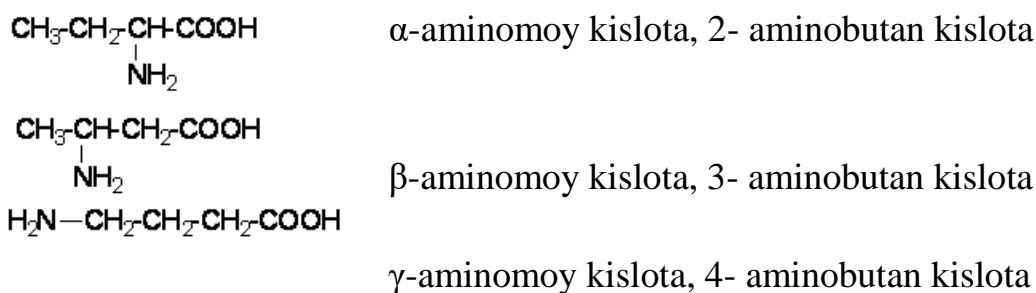 CH₃-CH₂-CH-COOH α-aminomoy kislota, 2- aminobutan kislota
NH₂
CH₃-CH-CH₂-COOH
NH₂ β-aminomoy kislota, 3- aminobutan kislota
H₂N—CH₂-CH₂-CH₂-COOH
γ-aminomoy kislota, 4- aminobutan kislota